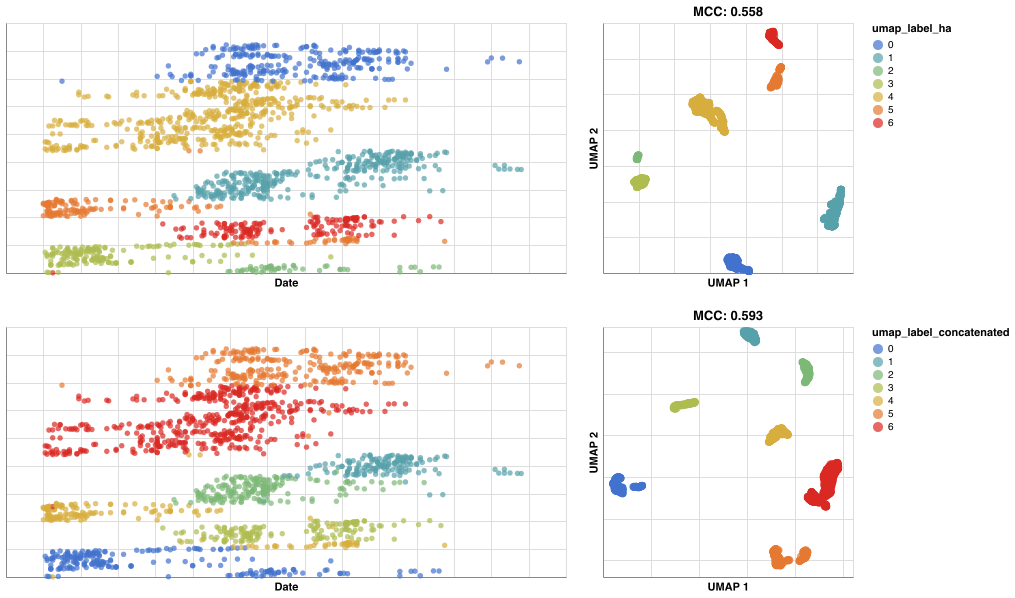 MCC: 0.558
umap_label_ha
0
1
2
3
4
5
6
UMAP 2
Date
UMAP 1
MCC: 0.593
umap_label_concatenated
0
1
2
3
4
5
6
UMAP 2
Date
UMAP 1